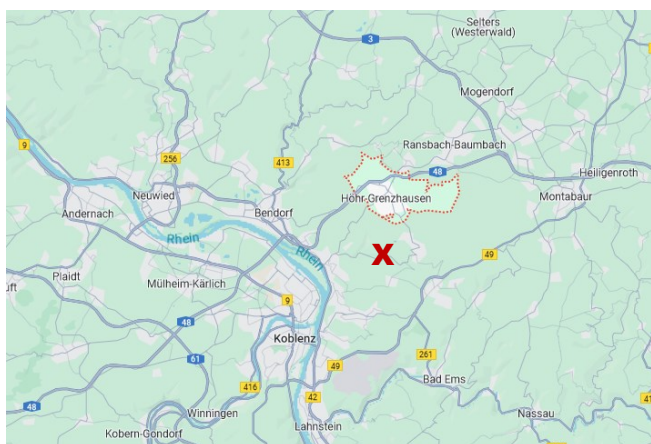 Selters
(Westerwald)
3
Mogendorf
9
413
256
Ransbach-Baumbach
48
Heiligenroth
Neuwied
Höhr-Grenzhausen
Montabaur
Andernach
Bendorf
Rhein
X
49
Rhein
Plaidt
Mülheim-Kärlich
9
48
Koblenz
61
49
261
416
Bad Ems
42
48
Winningen
Nassau
Lahnstein
Kobern-Gondorf